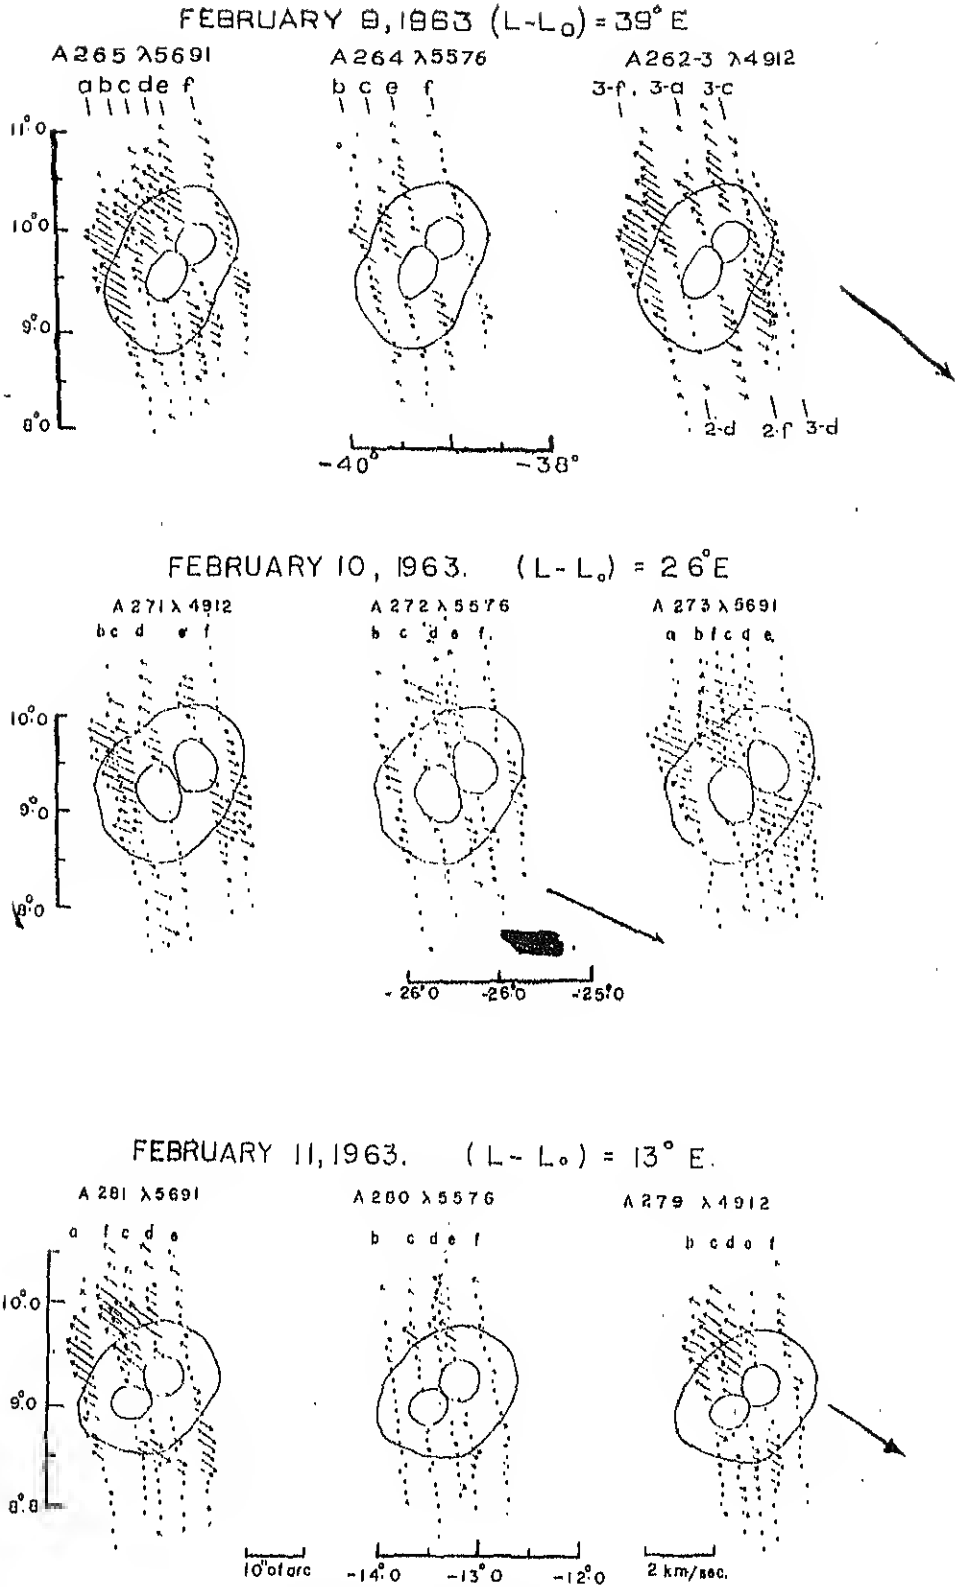 FEBRUARY 9, 1963 (L-L₀) = 39° E
A265 λ5691 A264 λ5576 A262-3 λ4912
a b c d e f b c e f 3-f, 3-a 3-c
11°.0
10°.0
9°.0
8°.0
2-d 2-f 3-d
-40° -38°
FEBRUARY 10, 1963. (L-L₀) = 26°E
A 271 λ 4912 A 272 λ 5576 A 273 λ 5691
b c d e f b c d e f. a b f c d e.
10°.0
9°.0
8°.0
-26°.0 -26°.0 -25°.0
FEBRUARY 11, 1963. (L- L₀) = 13° E.
A 281 λ5691 A 280 λ5576 A 279 λ4912
a f c d e b c d e f b c d e f
10°.0
9°.0
8°.8
10" of arc -14°.0 -13°.0 -12°.0 2 km/sec.